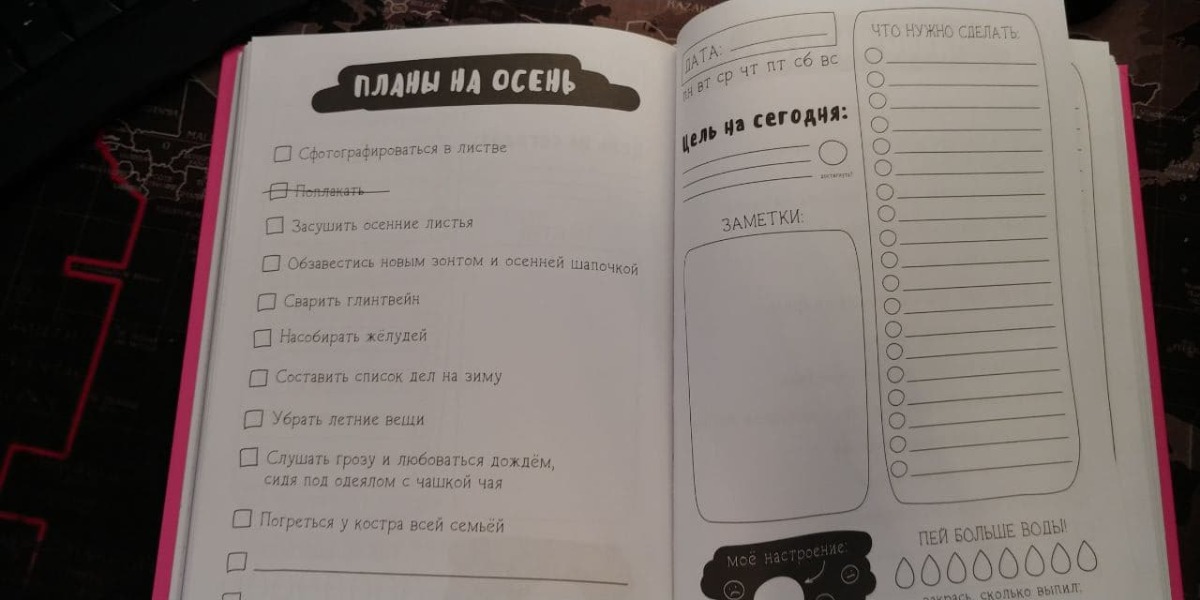 ПЛАНЫ НА ОСЕНЬ
Сфотографироваться в листве
Поплакать
Засушить осенние листья
Обзавестись новым зонтом и осенней шапочкой
Сварить глинтвейн
Насобирать жёлудей
Составить список дел на зиму
Убрать летние вещи
Слушать грозу и любоваться дождём,
сидя под одеялом с чашкой чая
Погреться у костра всей семьёй
ДАТА:
пн вт ср чт пт сб вс
Цель на сегодня:
ЗАМЕТКИ:
моё настроение:
ЧТО НУЖНО СДЕЛАТЬ:
ПЕЙ БОЛЬШЕ ВОДЫ!
закрась, сколько выпил: